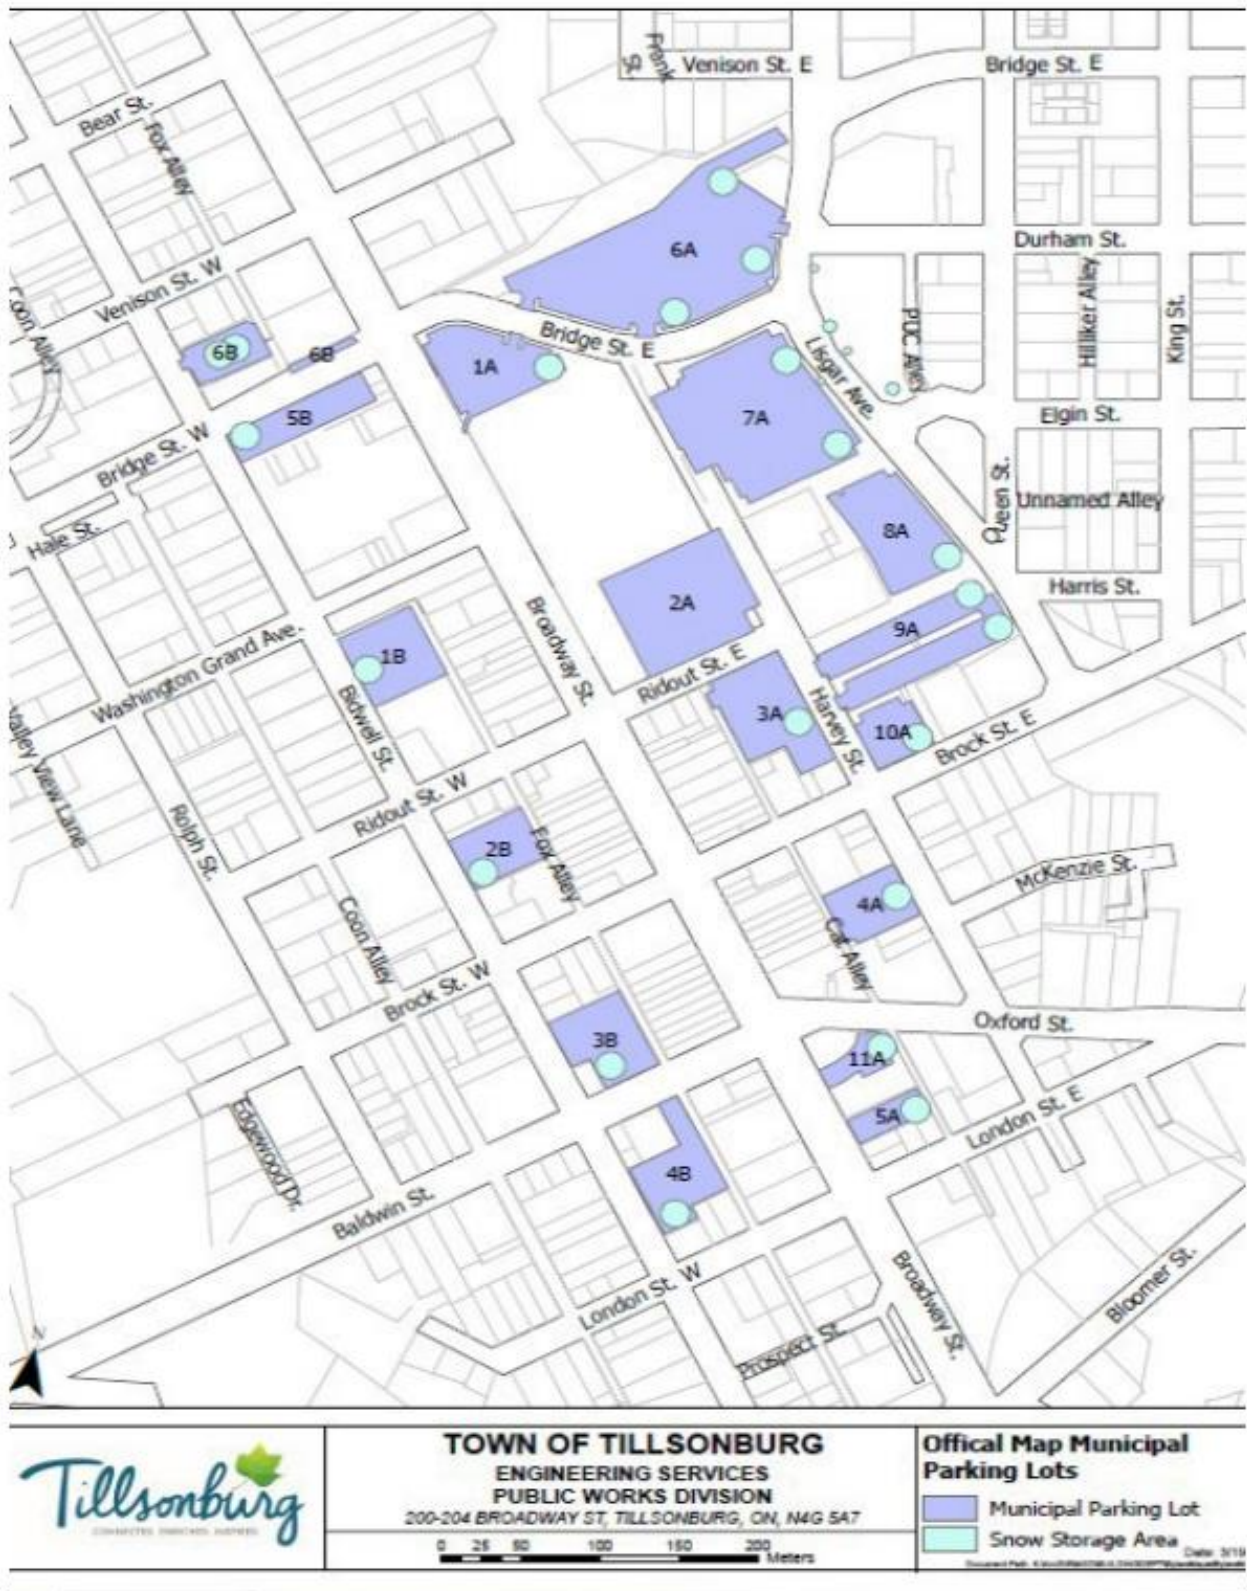 Frank
St.
Venison St. E
Bridge St. E
Bear St.
Fox Alley
6A
Durham St.
Venison St. W
Coon Alley
Hilliker Alley
King St.
PUC Alley
6B
6B
Bridge St. E
Lisgar Ave.
1A
7A
5B
Elgin St.
Bridge St. W
Queen St.
Unnamed Alley
Hale St.
8A
Harris St.
2A
Broadway St.
9A
Washington Grand Ave.
1B
Ridout St. E
Bidwell St.
3A
Harvey St.
10A
Brock St. E
Valley View Lane
Rolph St.
Ridout St. W
2B
Fox Alley
McKenzie St.
4A
Cat Alley
Coon Alley
Brock St. W
Oxford St.
3B
11A
5A
London St. E
Edgewood Dr.
4B
Baldwin St.
London St. W
Broadway St.
Bloomer St.
Prospect St.
N
Tillsonburg
TOWN OF TILLSONBURG
ENGINEERING SERVICES
PUBLIC WORKS DIVISION
200-204 BROADWAY ST, TILLSONBURG, ON, N4G 5A7
0 25 50 100 150 200
Meters
Offical Map Municipal
Parking Lots
Municipal Parking Lot
Snow Storage Area